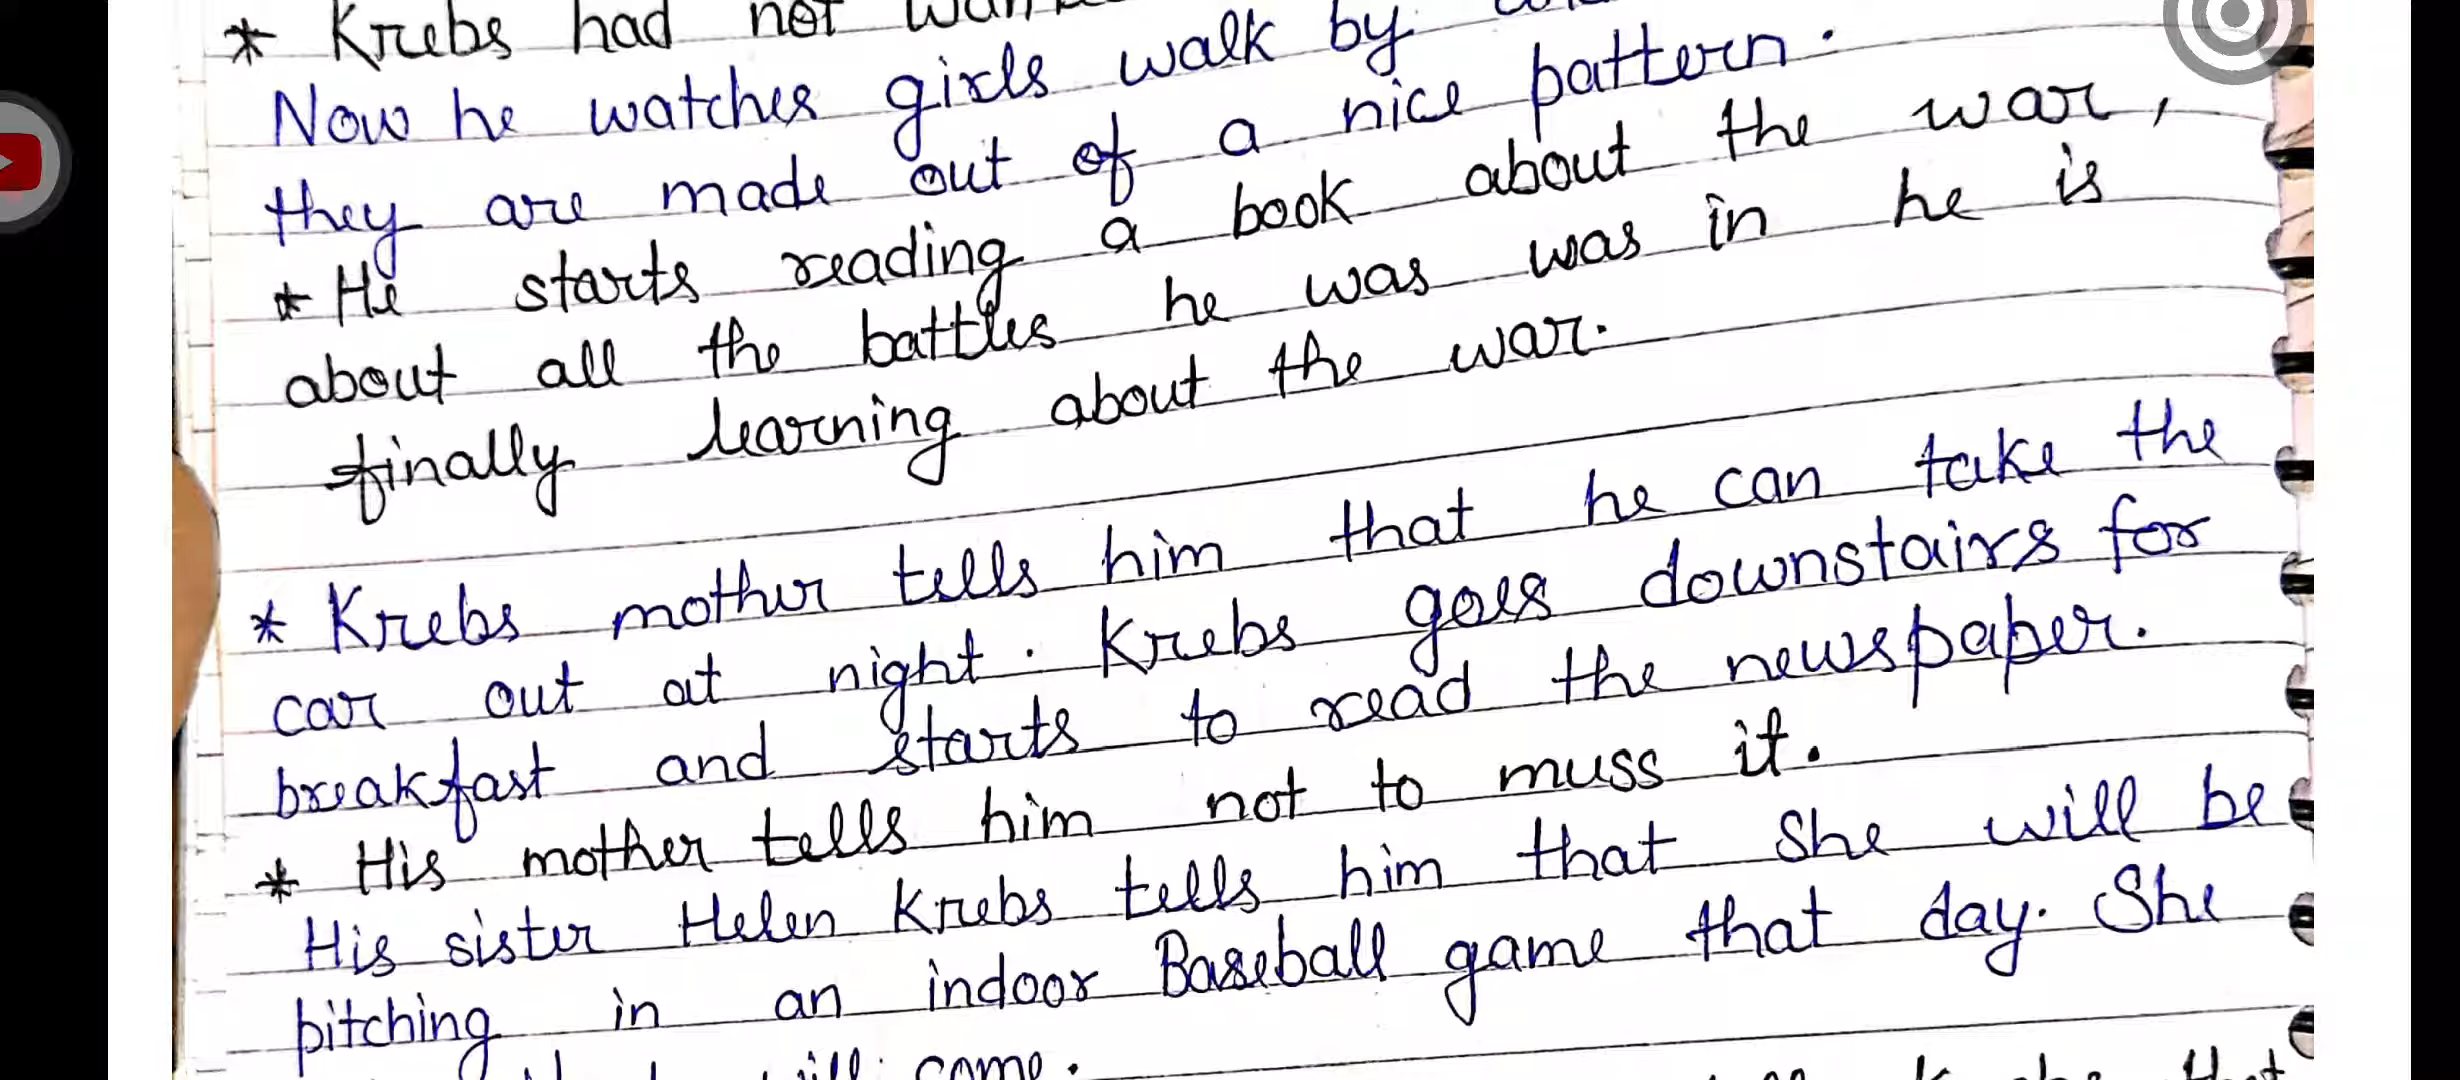 * Krebs had not
Now he watches girls walk by
they are made out of a nice pattern.
* He starts reading a book about the war,
about all the battles he was was in he is
finally learning about the war.
* Krebs mother tells him that he can take the
car out at night. Krebs goes downstairs for
breakfast and starts to read the newspaper.
* His mother tells him not to muss it.
His sister Helen Krebs tells him that she will be
pitching in an indoor Baseball game that day. She
will come.